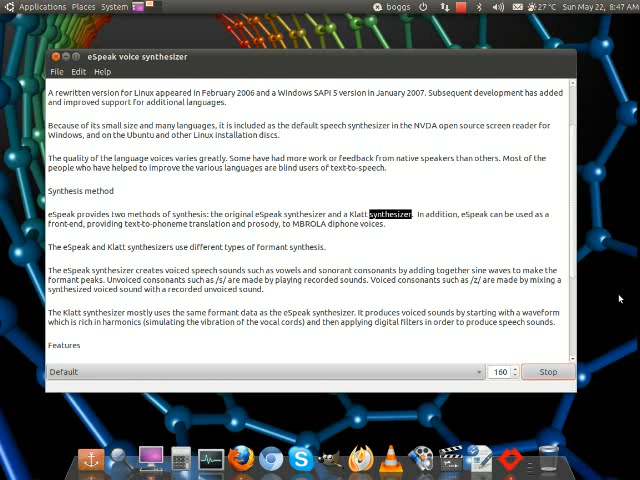 Applications Places System boggs 27 °C Sun May 22, 8:47 AM
eSpeak voice synthesizer
File Edit Help
A rewritten version for Linux appeared in February 2006 and a Windows SAPI 5 version in January 2007. Subsequent development has added
and improved support for additional languages.
Because of its small size and many languages, it is included as the default speech synthesizer in the NVDA open source screen reader for
Windows, and on the Ubuntu and other Linux installation discs.
The quality of the language voices varies greatly. Some have had more work or feedback from native speakers than others. Most of the
people who have helped to improve the various languages are blind users of text-to-speech.
Synthesis method
eSpeak provides two methods of synthesis: the original eSpeak synthesizer and a Klatt synthesizer. In addition, eSpeak can be used as a
front-end, providing text-to-phoneme translation and prosody, to MBROLA diphone voices.
The eSpeak and Klatt synthesizers use different types of formant synthesis.
The eSpeak synthesizer creates voiced speech sounds such as vowels and sonorant consonants by adding together sine waves to make the
formant peaks. Unvoiced consonants such as /s/ are made by playing recorded sounds. Voiced consonants such as /z/ are made by mixing a
synthesized voiced sound with a recorded unvoiced sound.
The Klatt synthesizer mostly uses the same formant data as the eSpeak synthesizer. It produces voiced sounds by starting with a waveform
which is rich in harmonics (simulating the vibration of the vocal cords) and then applying digital filters in order to produce speech sounds.
Features
Default 160 Stop